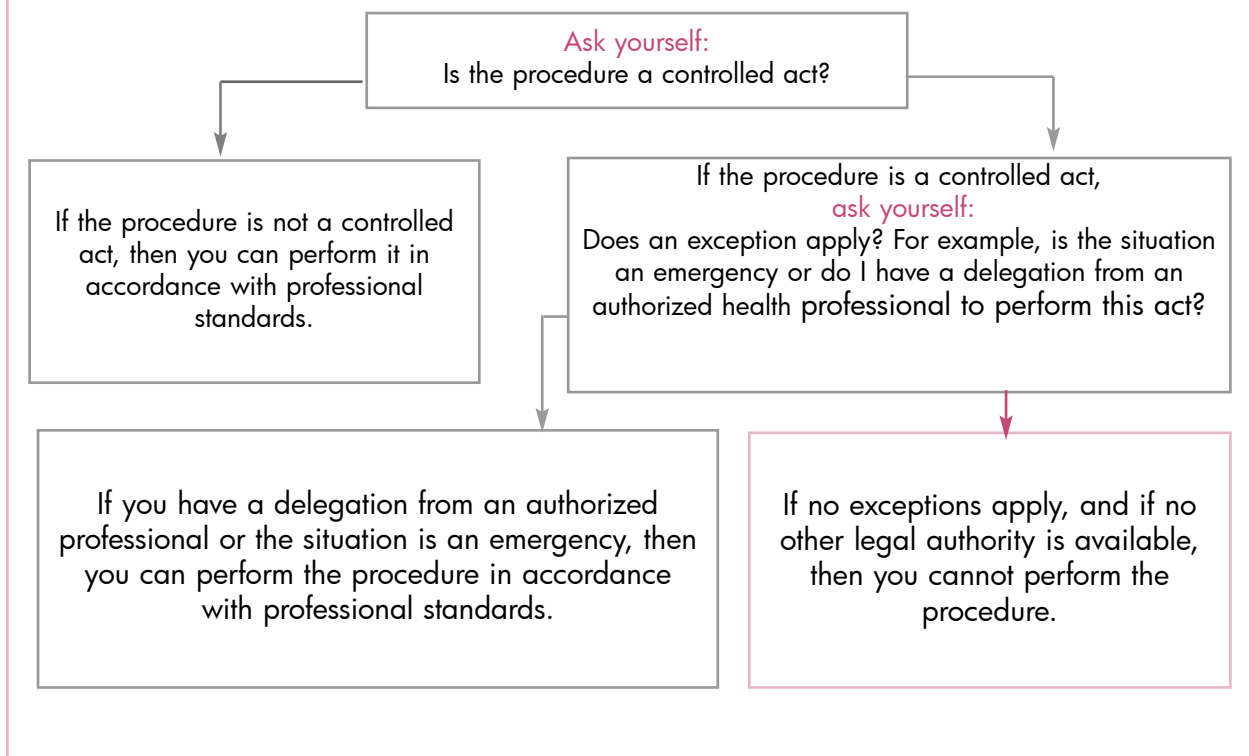 Ask yourself:
Is the procedure a controlled act?
If the procedure is not a controlled
act, then you can perform it in
accordance with professional
standards.
If the procedure is a controlled act,
ask yourself:
Does an exception apply? For example, is the situation
an emergency or do I have a delegation from an
authorized health professional to perform this act?
If you have a delegation from an authorized
professional or the situation is an emergency, then
you can perform the procedure in accordance
with professional standards.
If no exceptions apply, and if no
other legal authority is available,
then you cannot perform the
procedure.